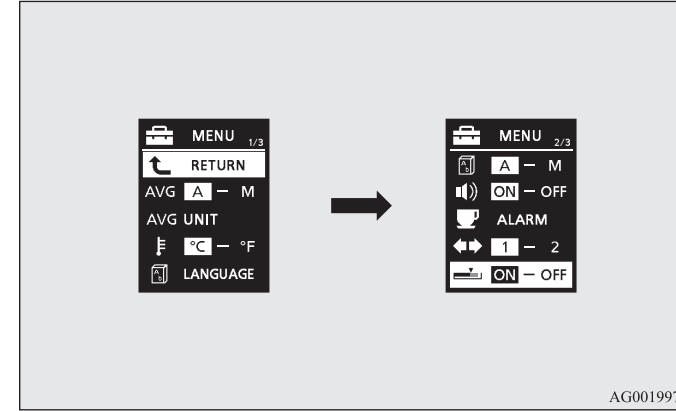 MENU 1/3
RETURN
AVG A – M
AVG UNIT
°C – °F
LANGUAGE
MENU 2/3
A – M
ON – OFF
ALARM
1 – 2
ON – OFF
AG001997